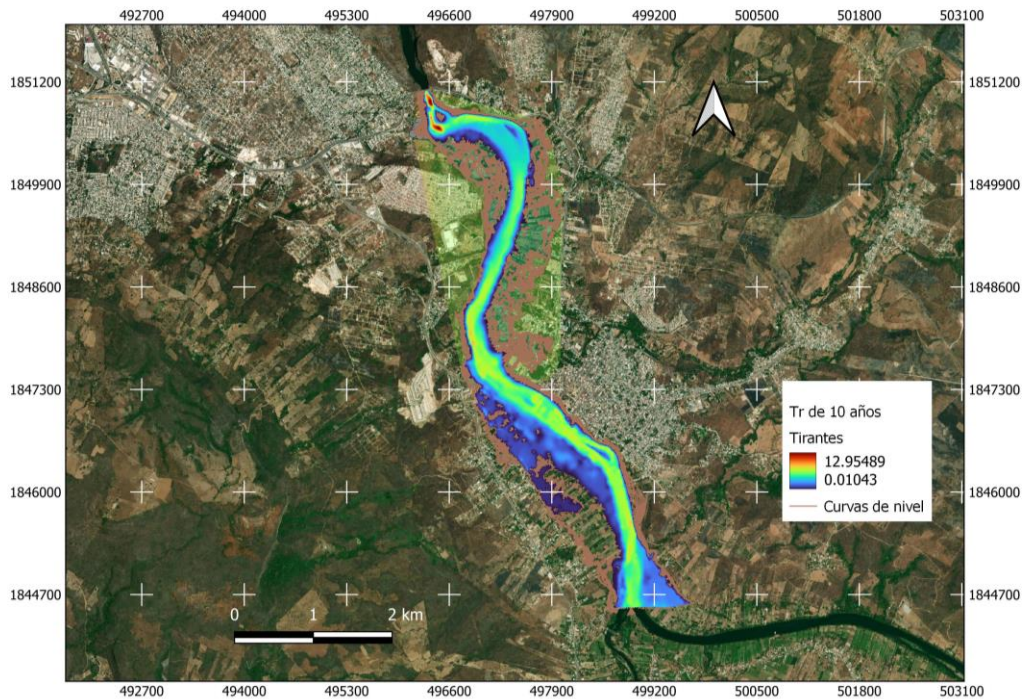 492700 494000 495300 496600 497900 499200 500500 501800 503100
1851200 1851200
1849900 1849900
1848600 1848600
1847300 1847300
Tr de 10 años
Tirantes
12.95489
0.01043
1846000 1846000
Curvas de nivel
1844700 1844700
0 1 2 km
492700 494000 495300 496600 497900 499200 500500 501800 503100